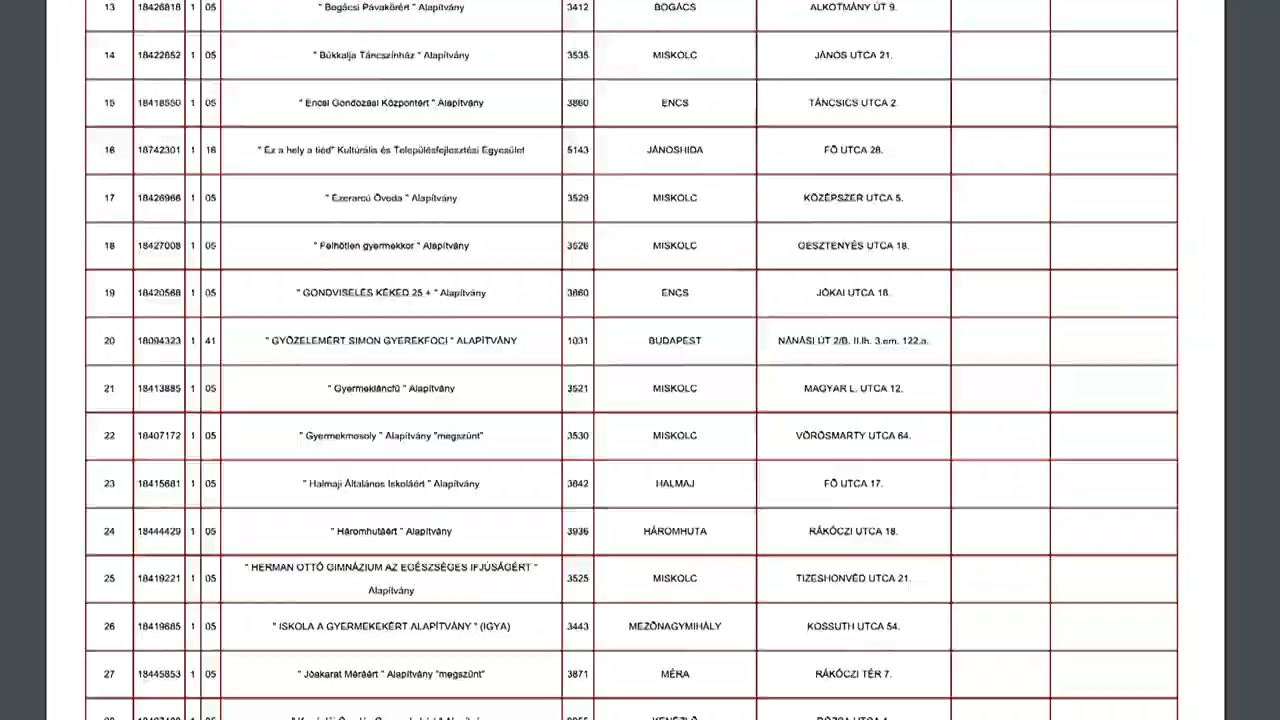 13 18426818 1 05 " Bogácsi Pávakörért " Alapítvány 3412 BOGÁCS ALKOTMÁNY ÚT 9.
14 18422652 1 05 " Bükkalja Táncszínház " Alapítvány 3535 MISKOLC JÁNOS UTCA 21.
15 18418550 1 05 " Encsi Gondozási Központért " Alapítvány 3860 ENCS TÁNCSICS UTCA 2.
16 18742301 1 16 " Ez a hely a tiéd" Kultúrális és Településfejlesztési Egyesület 5143 JÁNOSHIDA FŐ UTCA 28.
17 18426966 1 05 " Ezerarcú Óvoda " Alapítvány 3529 MISKOLC KÖZÉPSZER UTCA 5.
18 18427008 1 05 " Felhőtlen gyermekkor " Alapítvány 3526 MISKOLC GESZTENYÉS UTCA 18.
19 18420568 1 05 " GONDVISELÉS KÉKED 25 + " Alapítvány 3860 ENCS JÓKAI UTCA 18.
20 18094323 1 41 " GYŐZELEMÉRT SIMON GYEREKFOCI " ALAPÍTVÁNY 1031 BUDAPEST NÁNÁSI ÚT 2/B. II.lh. 3.em. 122.a.
21 18413885 1 05 " Gyermekláncfű " Alapítvány 3521 MISKOLC MAGYAR L. UTCA 12.
22 18407172 1 05 " Gyermekmosoly " Alapítvány "megszűnt" 3530 MISKOLC VÖRÖSMARTY UTCA 64.
23 18415681 1 05 " Halmaji Általános Iskoláért " Alapítvány 3842 HALMAJ FŐ UTCA 17.
24 18444429 1 05 " Háromhutáért " Alapítvány 3936 HÁROMHUTA RÁKÓCZI UTCA 18.
25 18419221 1 05 " HERMAN OTTÓ GIMNÁZIUM AZ EGÉSZSÉGES IFJÚSÁGÉRT " 3525 MISKOLC TIZESHONVÉD UTCA 21.
Alapítvány
26 18419685 1 05 " ISKOLA A GYERMEKEKÉRT ALAPÍTVÁNY " (IGYA) 3443 MEZŐNAGYMIHÁLY KOSSUTH UTCA 54.
27 18445853 1 05 " Jóakarat Méráért " Alapítvány "megszűnt" 3871 MÉRA RÁKÓCZI TÉR 7.